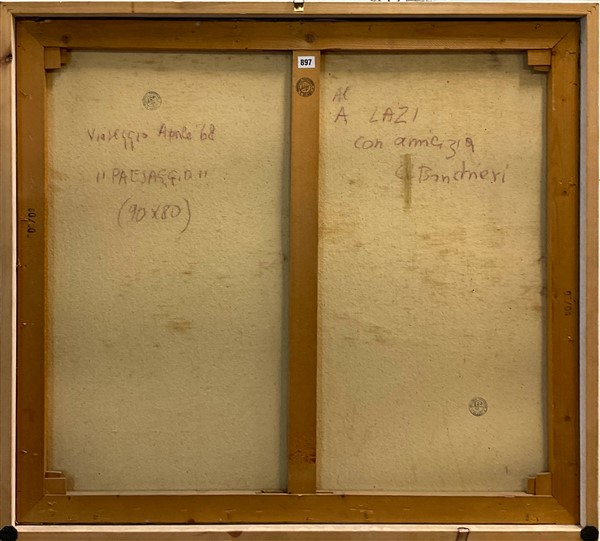 897
Viareggio Aprile '68
"PAESAGGIO"
(90X80)
Al
A LAZI
con amicizia
Banchieri